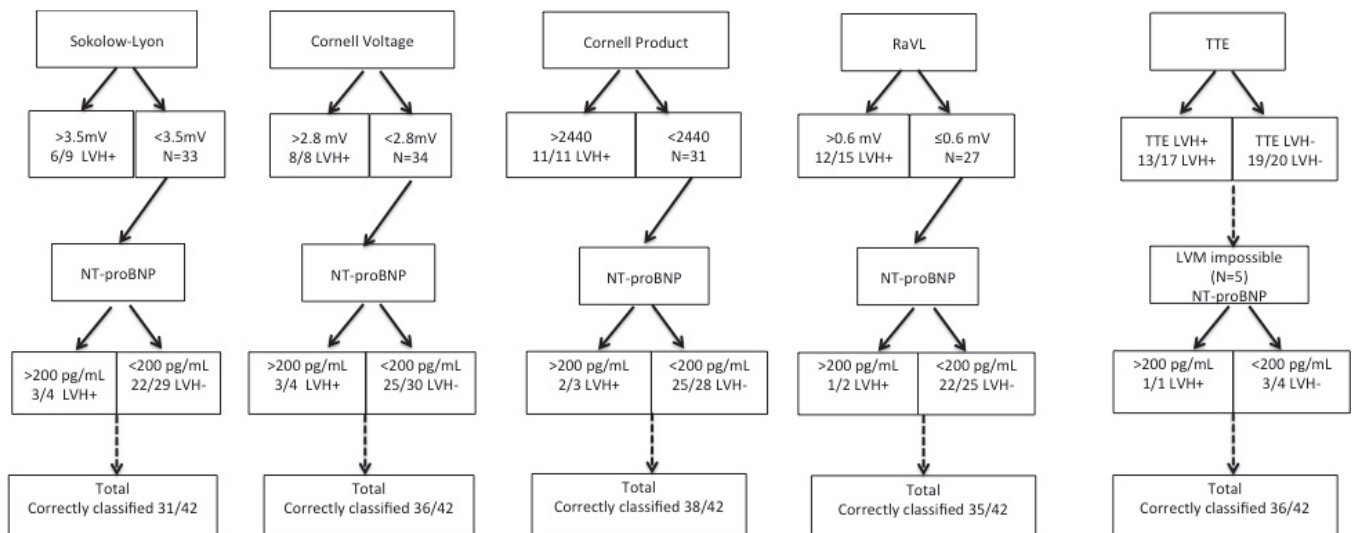 Sokolow-Lyon
>3.5mV
6/9 LVH+
<3.5mV
N=33
NT-proBNP
>200 pg/mL
3/4 LVH+
<200 pg/mL
22/29 LVH-
Total
Correctly classified 31/42
Cornell Voltage
>2.8 mV
8/8 LVH+
<2.8mV
N=34
NT-proBNP
>200 pg/mL
3/4 LVH+
<200 pg/mL
25/30 LVH-
Total
Correctly classified 36/42
Cornell Product
>2440
11/11 LVH+
<2440
N=31
NT-proBNP
>200 pg/mL
2/3 LVH+
<200 pg/mL
25/28 LVH-
Total
Correctly classified 38/42
RaVL
>0.6 mV
12/15 LVH+
≤0.6 mV
N=27
NT-proBNP
>200 pg/mL
1/2 LVH+
<200 pg/mL
22/25 LVH-
Total
Correctly classified 35/42
TTE
TTE LVH+
13/17 LVH+
TTE LVH-
19/20 LVH-
LVM impossible
(N=5)
NT-proBNP
>200 pg/mL
1/1 LVH+
<200 pg/mL
3/4 LVH-
Total
Correctly classified 36/42